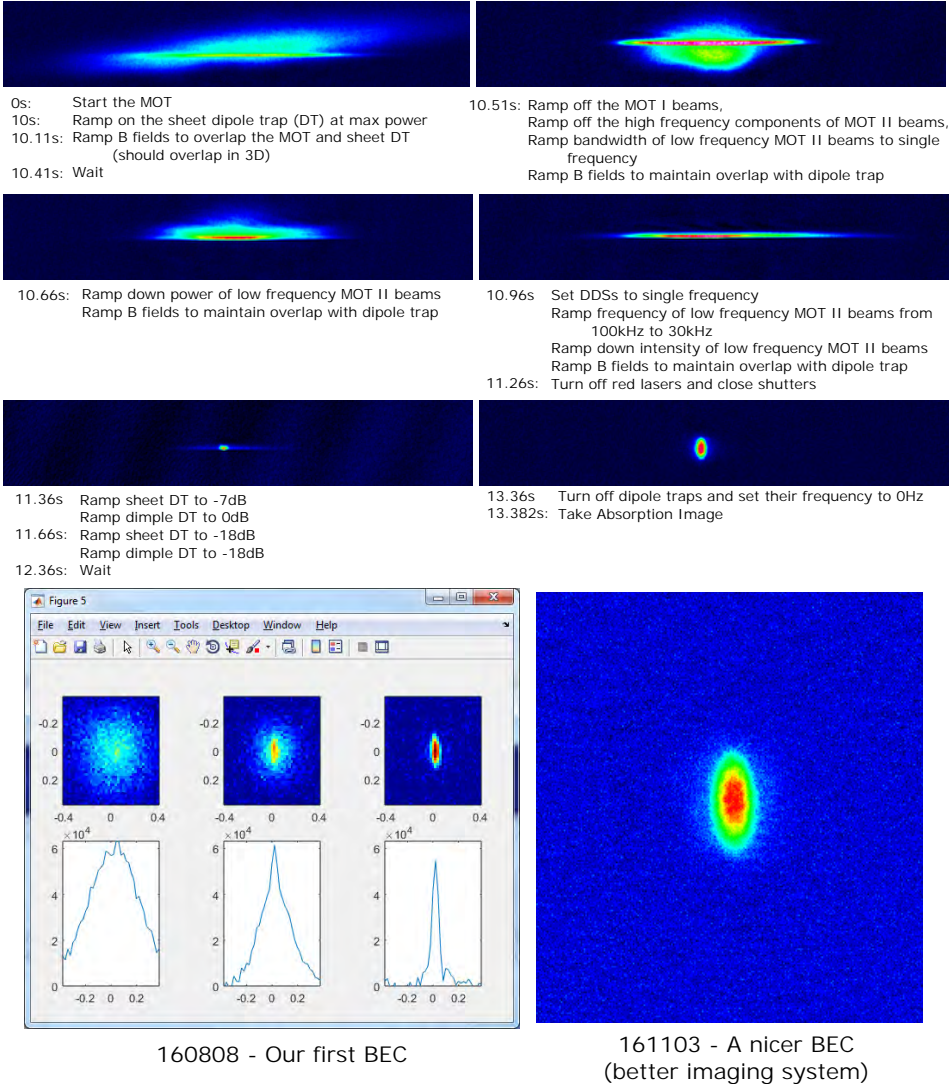 0s: Start the MOT
10s: Ramp on the sheet dipole trap (DT) at max power
10.11s: Ramp B fields to overlap the MOT and sheet DT
(should overlap in 3D)
10.41s: Wait
10.51s: Ramp off the MOT I beams,
Ramp off the high frequency components of MOT II beams,
Ramp bandwidth of low frequency MOT II beams to single
frequency
Ramp B fields to maintain overlap with dipole trap
10.66s: Ramp down power of low frequency MOT II beams
Ramp B fields to maintain overlap with dipole trap
10.96s Set DDSs to single frequency
Ramp frequency of low frequency MOT II beams from
100kHz to 30kHz
Ramp down intensity of low frequency MOT II beams
Ramp B fields to maintain overlap with dipole trap
11.26s: Turn off red lasers and close shutters
11.36s Ramp sheet DT to -7dB
Ramp dimple DT to 0dB
11.66s: Ramp sheet DT to -18dB
Ramp dimple DT to -18dB
12.36s: Wait
13.36s Turn off dipole traps and set their frequency to 0Hz
13.382s: Take Absorption Image
Figure 5
File Edit View Insert Tools Desktop Window Help
-0.2
0
0.2
-0.4 0 0.4
-0.2
0
0.2
-0.4 0 0.4
-0.2
0
0.2
-0.4 0 0.4
×10⁴
6
4
2
0
-0.2 0 0.2
×10⁴
6
4
2
0
-0.2 0 0.2
×10⁴
6
4
2
0
-0.2 0 0.2
160808 - Our first BEC
161103 - A nicer BEC
(better imaging system)